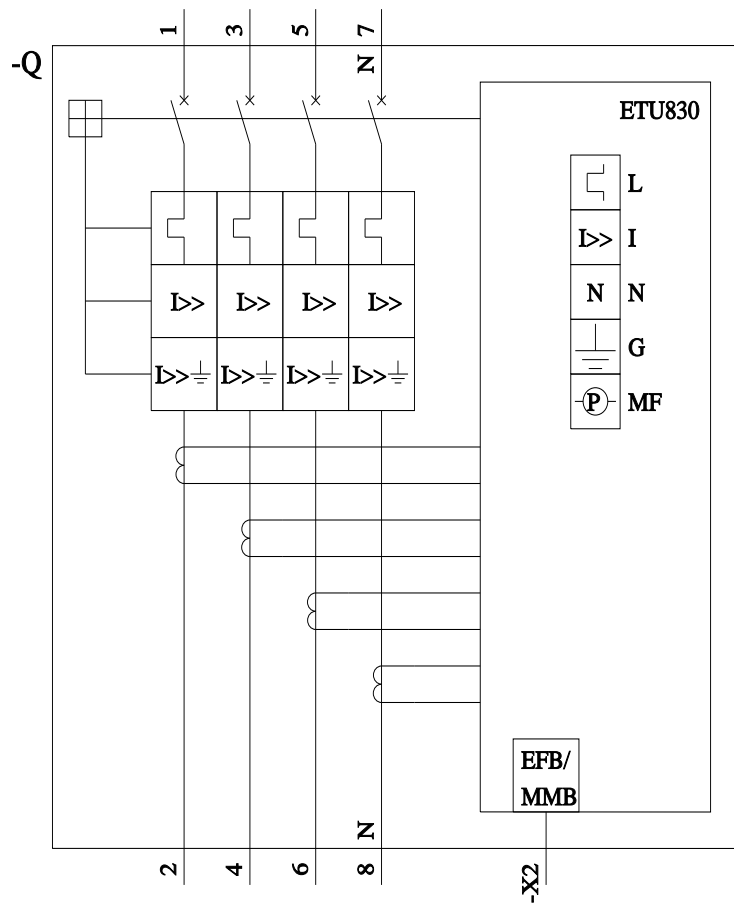 1 3 5 7
-Q
N
ETU830
L
I>> I
N N
I>> I>> I>> I>>
G
I>> I>> I>> I>>
P MF
EFB/
MMB
N
2 4 6 8
-X2